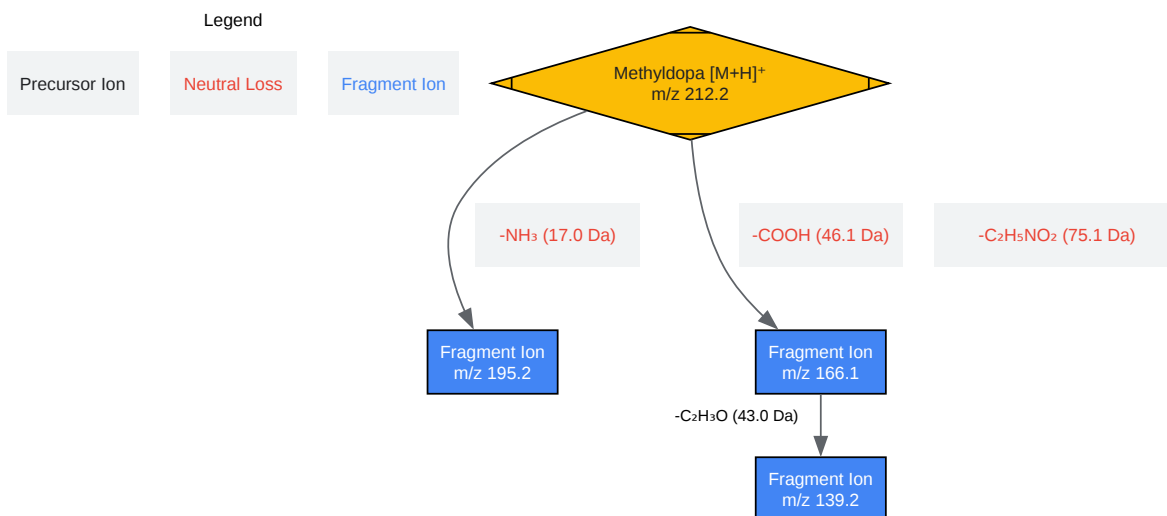 Legend
Precursor Ion
Neutral Loss
Fragment Ion
Methyldopa [M+H]⁺
m/z 212.2
-NH₃ (17.0 Da)
-COOH (46.1 Da)
-C₂H₅NO₂ (75.1 Da)
Fragment Ion
m/z 195.2
Fragment Ion
m/z 166.1
-C₂H₃O (43.0 Da)
Fragment Ion
m/z 139.2